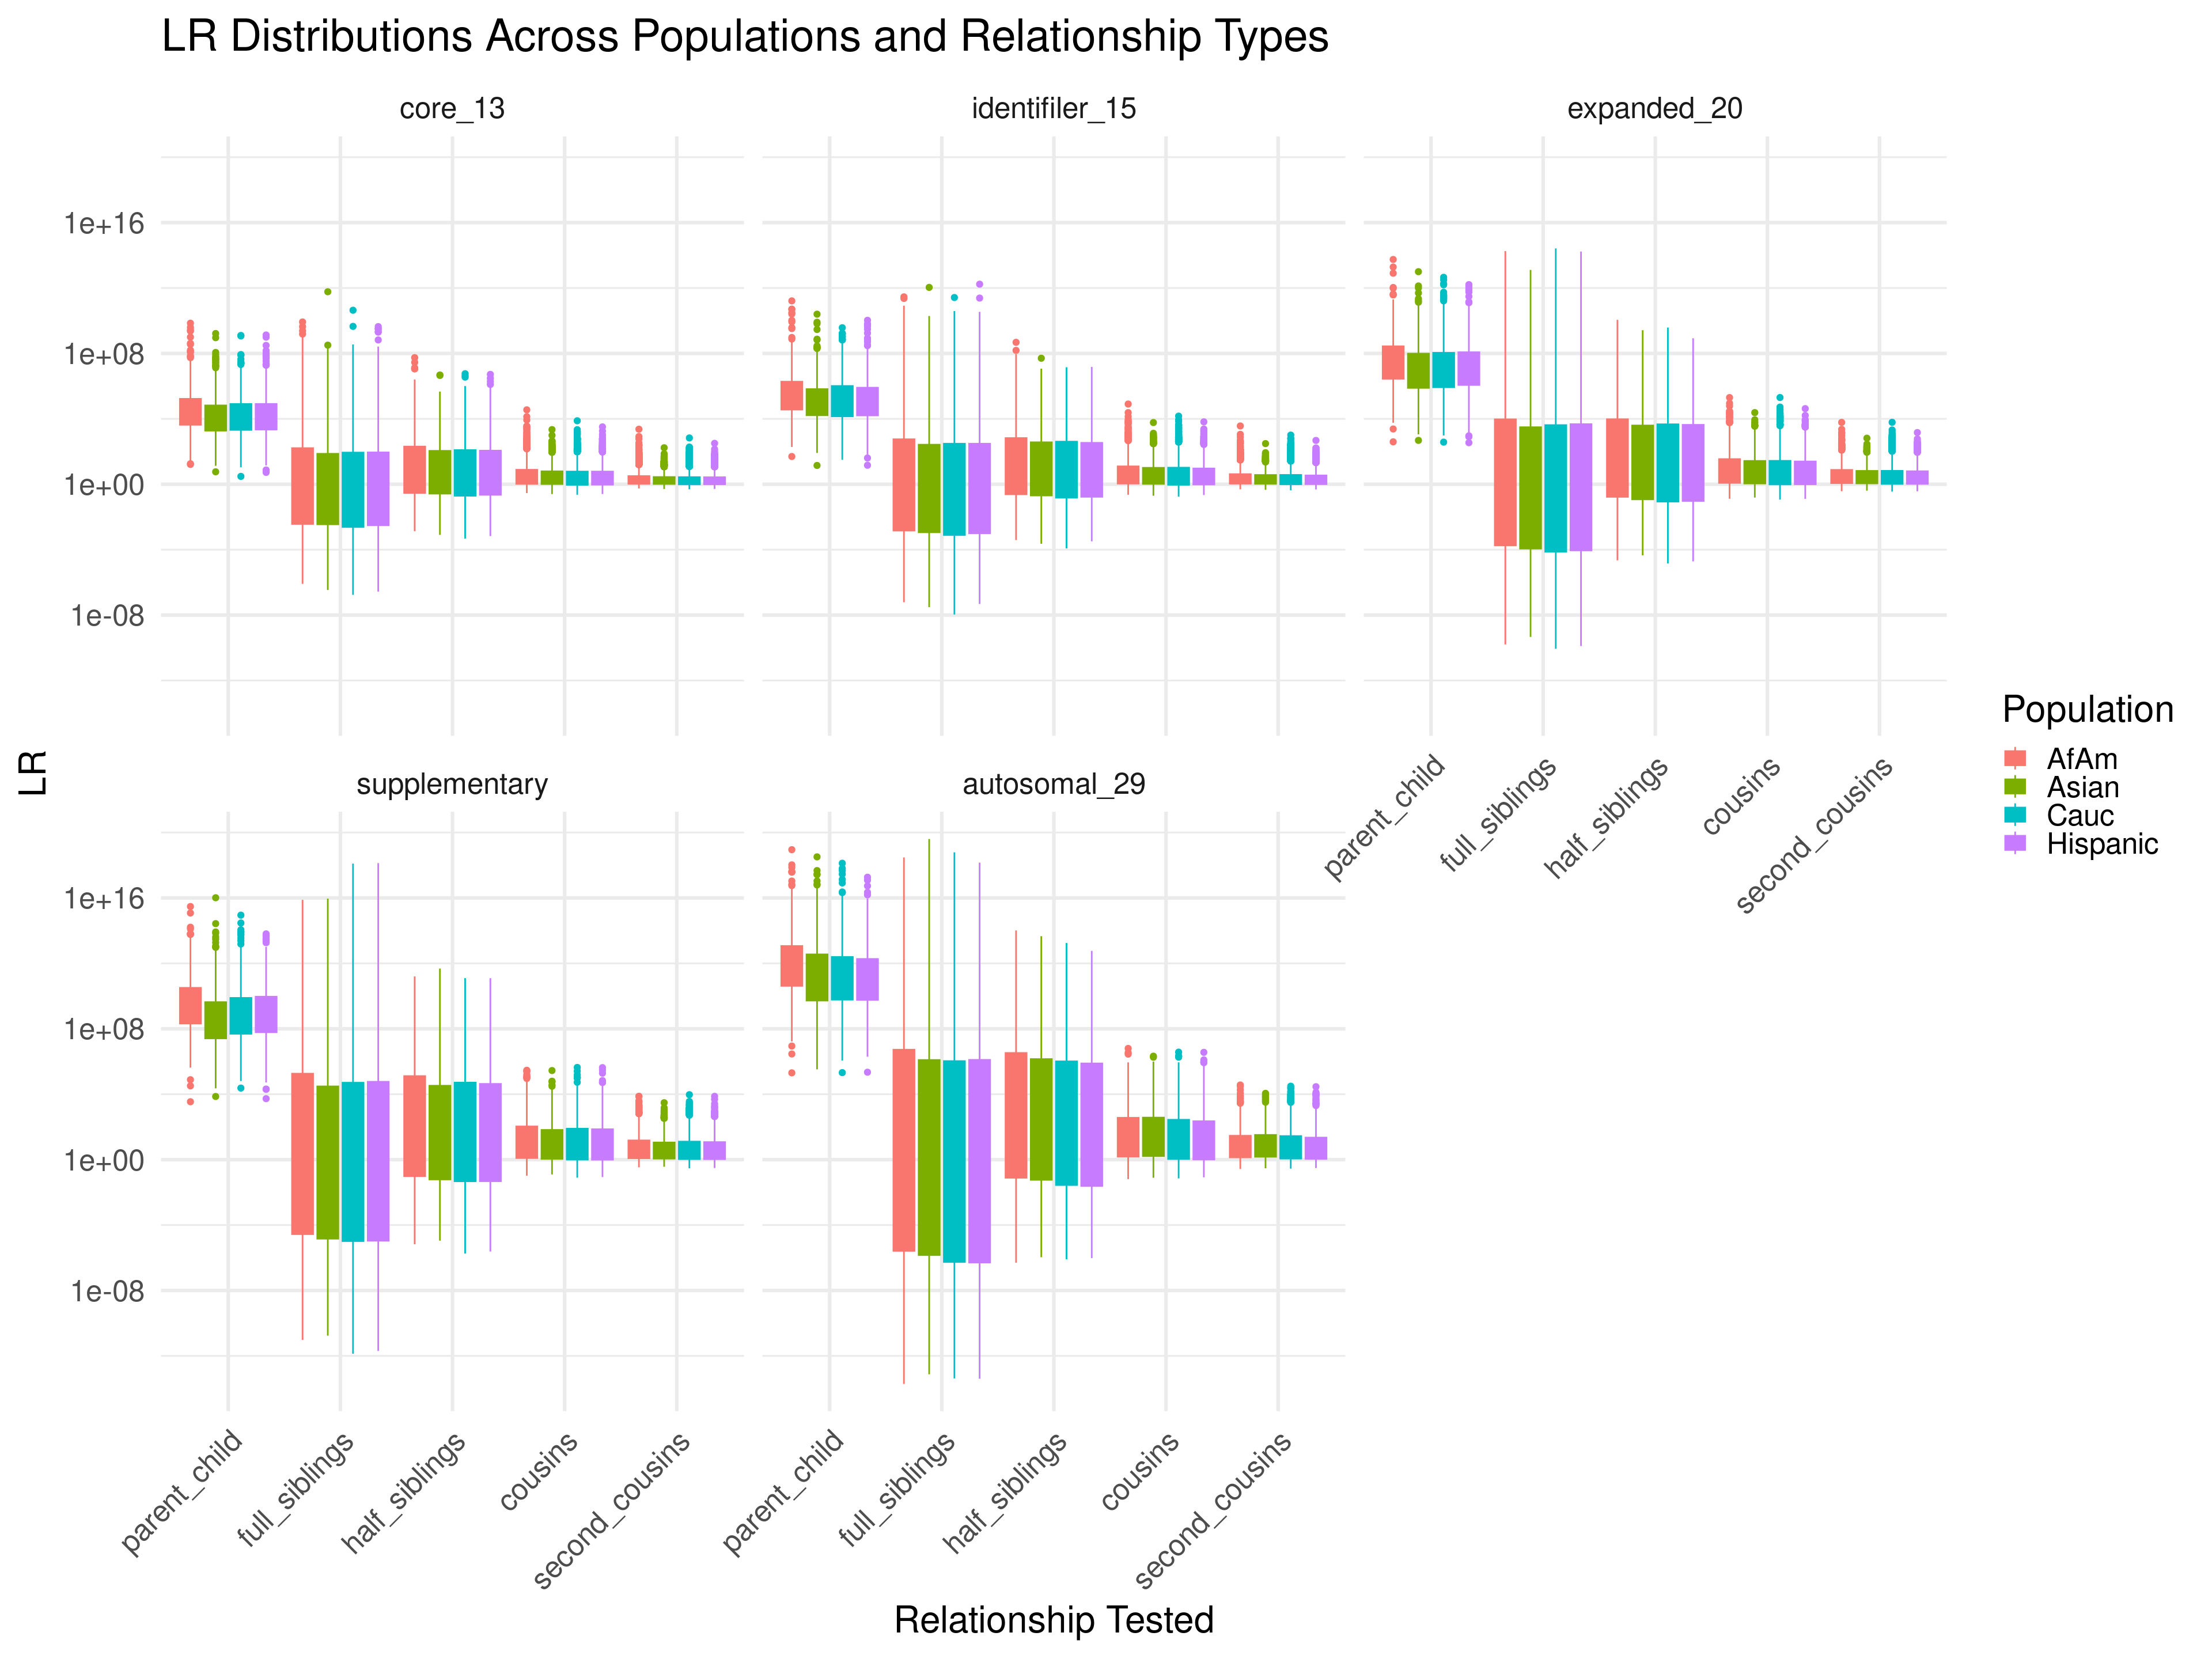 LR Distributions Across Populations and Relationship Types
core_13
identifiler_15
expanded_20
1e+16
1e+08
1e+00
1e-08
parent_child
full_siblings
half_siblings
cousins
second_cousins
Population
AfAm
Asian
Cauc
Hispanic
LR
supplementary
autosomal_29
1e+16
1e+08
1e+00
1e-08
parent_child
full_siblings
half_siblings
cousins
second_cousins
parent_child
full_siblings
half_siblings
cousins
second_cousins
Relationship Tested